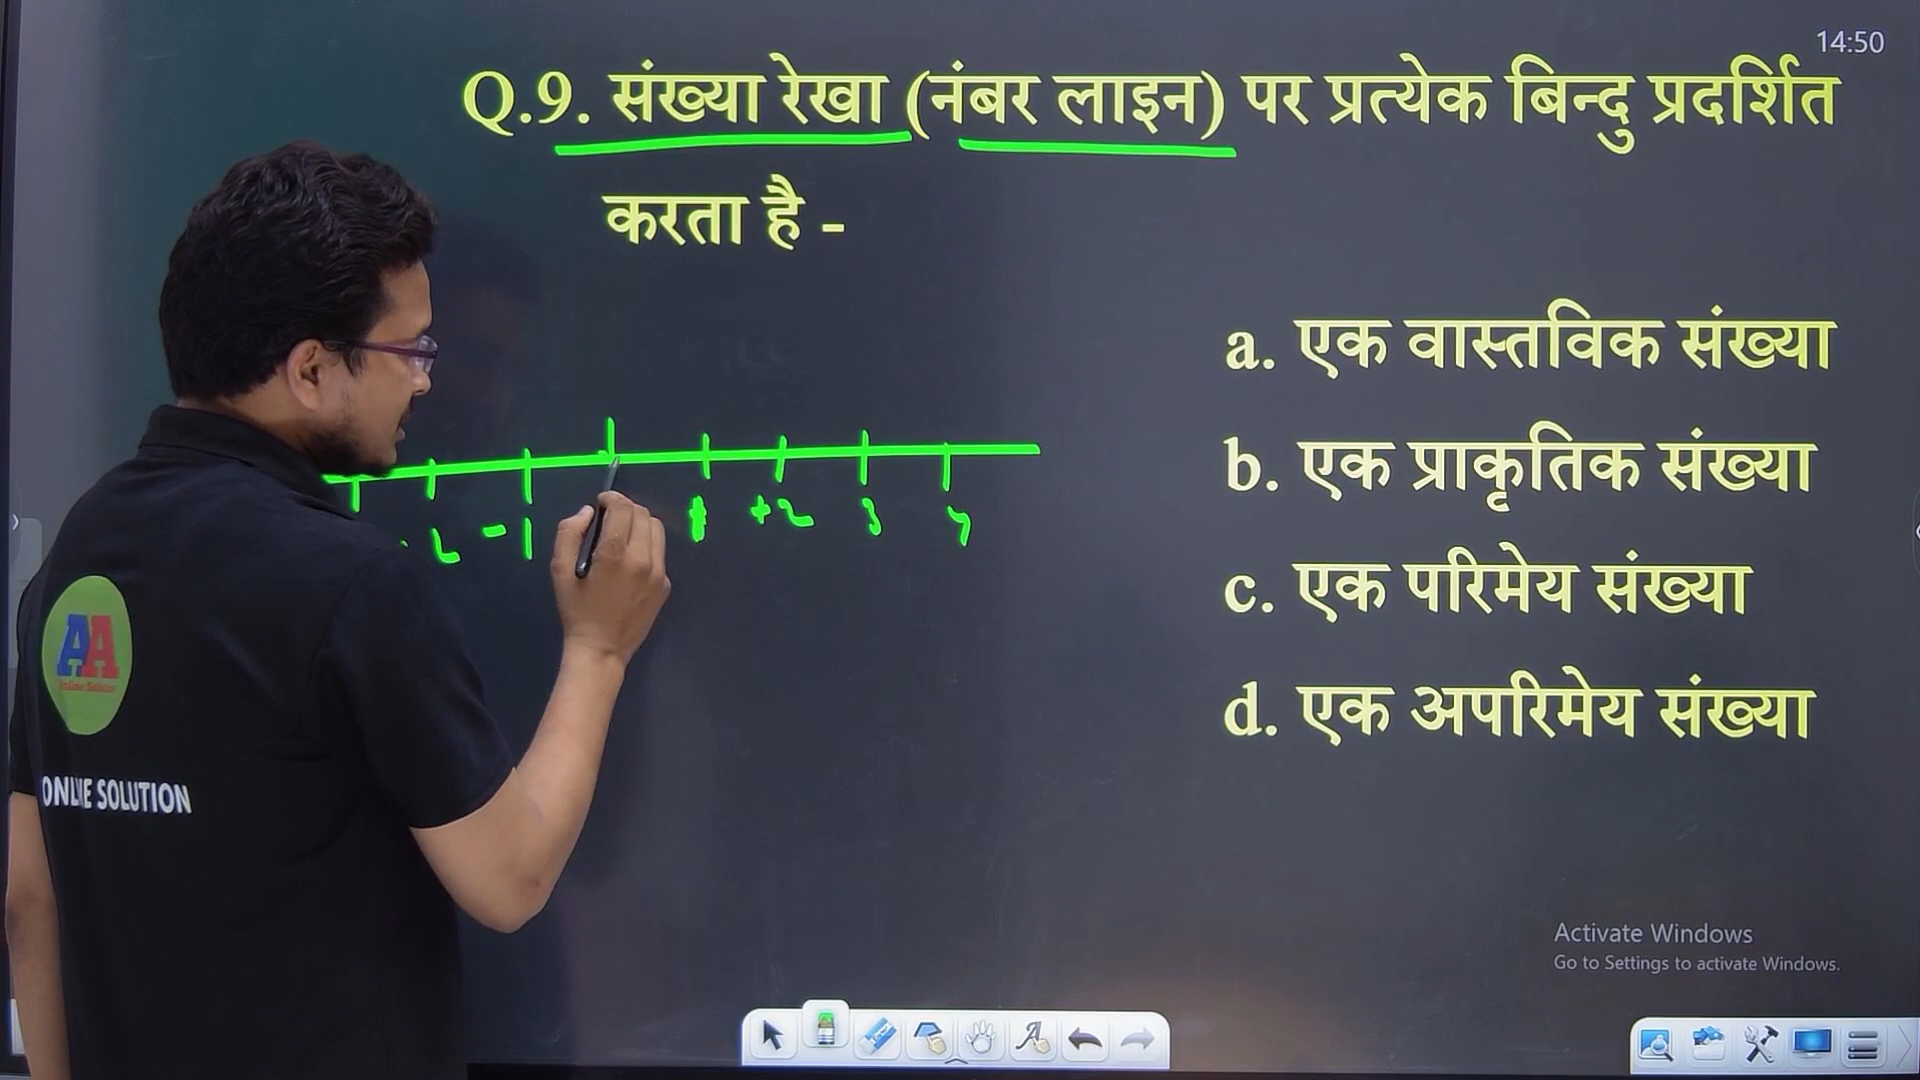 14:50
Q.9. संख्या रेखा (नंबर लाइन) पर प्रत्येक बिन्दु प्रदर्शित
करता है -
a. एक वास्तविक संख्या
b. एक प्राकृतिक संख्या
c. एक परिमेय संख्या
d. एक अपरिमेय संख्या
-1 +2 3
AA
ONLINE SOLUTION
Activate Windows
Go to Settings to activate Windows.